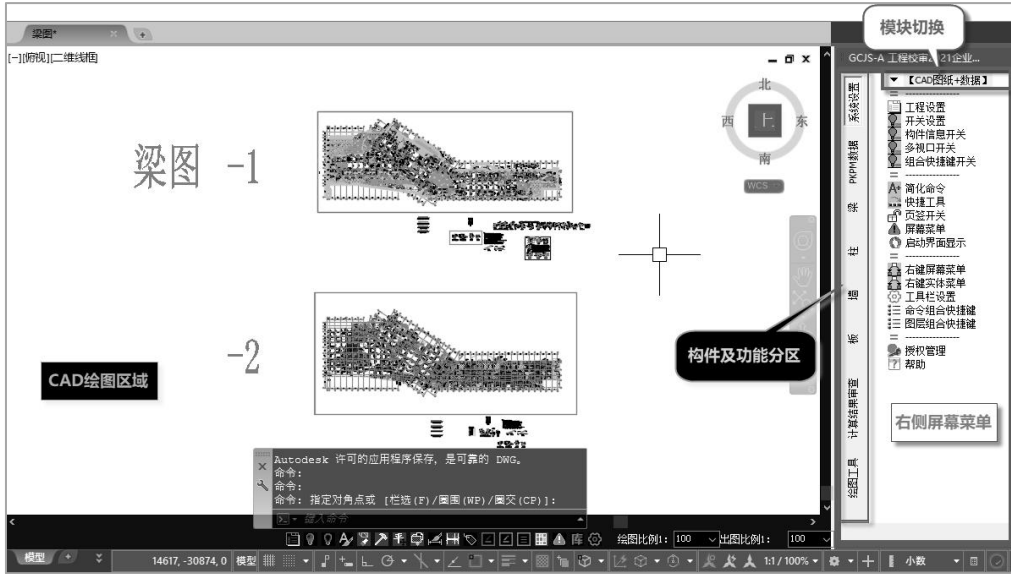 模块切换
梁图*
[-][俯视][二维线框]
GCJS-A 工程校审2021企业...
【CAD图纸+数据】
北
西 上 东
南
WCS
梁图 -1
-2
CAD绘图区域
构件及功能分区
右侧屏幕菜单
系统设置
PKPM数据
梁
柱
墙
板
计算结果审查
绘图工具
工程设置
开关设置
构件信息开关
多视口开关
组合快捷键开关
简化命令
快捷工具
页签开关
屏幕菜单
启动界面显示
右键屏幕菜单
右键实体菜单
工具栏设置
命令组合快捷键
图层组合快捷键
授权管理
帮助
Autodesk 许可的应用程序保存，是可靠的 DWG。
命令:
命令:
命令: 指定对角点或 [栏选(F)/圈围(WP)/圈交(CP)]:
键入命令
绘图比例1: 100 出图比例1: 100
模型 14617, -30874, 0 模型 1:1 / 100% 小数